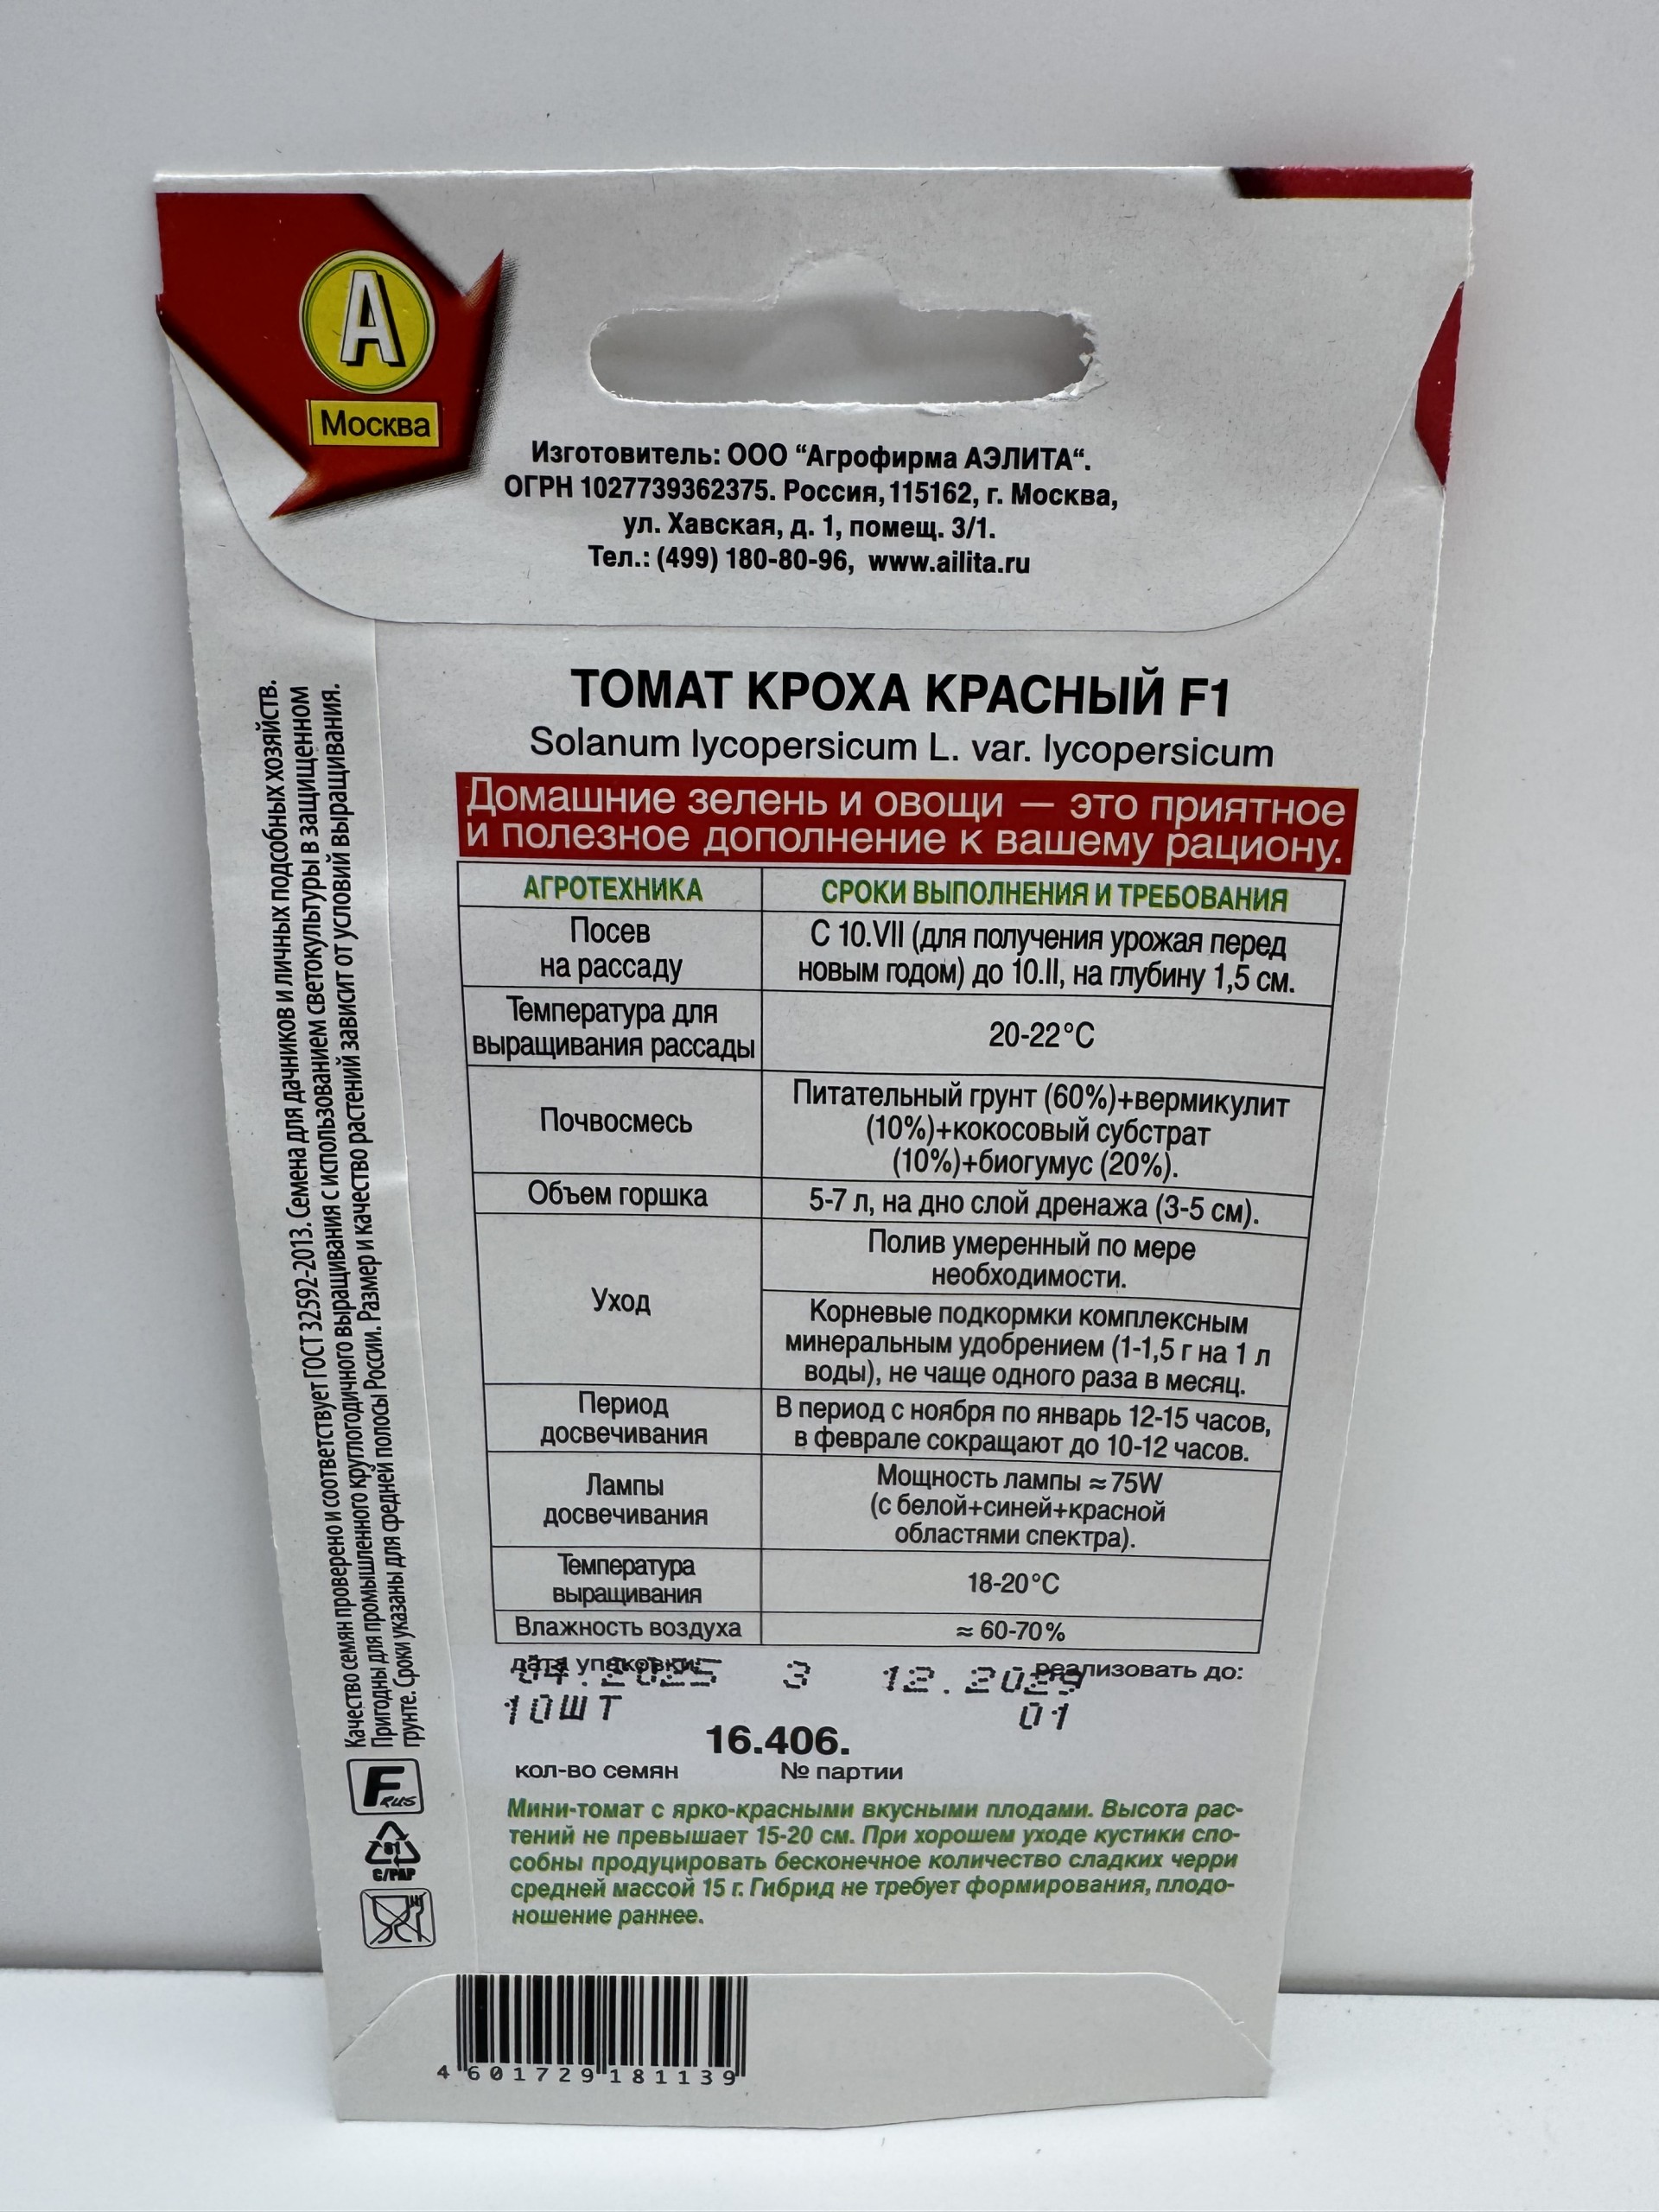 А
Москва
Изготовитель: ООО “Агрофирма АЭЛИТА“.
ОГРН 1027739362375. Россия, 115162, г. Москва,
ул. Хавская, д. 1, помещ. 3/1.
Тел.: (499) 180-80-96, www.ailita.ru
ТОМАТ КРОХА КРАСНЫЙ F1
Solanum lycopersicum L. var. lycopersicum
Домашние зелень и овощи — это приятное
и полезное дополнение к вашему рациону.
АГРОТЕХНИКА
СРОКИ ВЫПОЛНЕНИЯ И ТРЕБОВАНИЯ
Посев
на рассаду
С 10.VII (для получения урожая перед
новым годом) до 10.II, на глубину 1,5 см.
Температура для
выращивания рассады
20-22°С
Почвосмесь
Питательный грунт (60%)+вермикулит
(10%)+кокосовый субстрат
(10%)+биогумус (20%).
Объем горшка
5-7 л, на дно слой дренажа (3-5 см).
Уход
Полив умеренный по мере
необходимости.
Корневые подкормки комплексным
минеральным удобрением (1-1,5 г на 1 л
воды), не чаще одного раза в месяц.
Период
досвечивания
В период с ноября по январь 12-15 часов,
в феврале сокращают до 10-12 часов.
Лампы
досвечивания
Мощность лампы ≈75W
(с белой+синей+красной
областями спектра).
Температура
выращивания
18-20°С
Влажность воздуха
≈ 60-70%
дата упаковки:
реализовать до:
04.2025 3 12.2029
10ШТ 01
16.406.
кол-во семян
№ партии
Мини-томат с ярко-красными вкусными плодами. Высота рас-
тений не превышает 15-20 см. При хорошем уходе кустики спо-
собны продуцировать бесконечное количество сладких черри
средней массой 15 г. Гибрид не требует формирования, плодо-
ношение раннее.
Качество семян проверено и соответствует ГОСТ 32592-2013. Семена для дачников и личных подсобных хозяйств.
Пригодны для промышленного круглогодичного выращивания с использованием светокультуры в защищенном
грунте. Сроки указаны для средней полосы России. Размер и качество растений зависит от условий выращивания.
F RUS
81
C/PAP
4 601729 181139